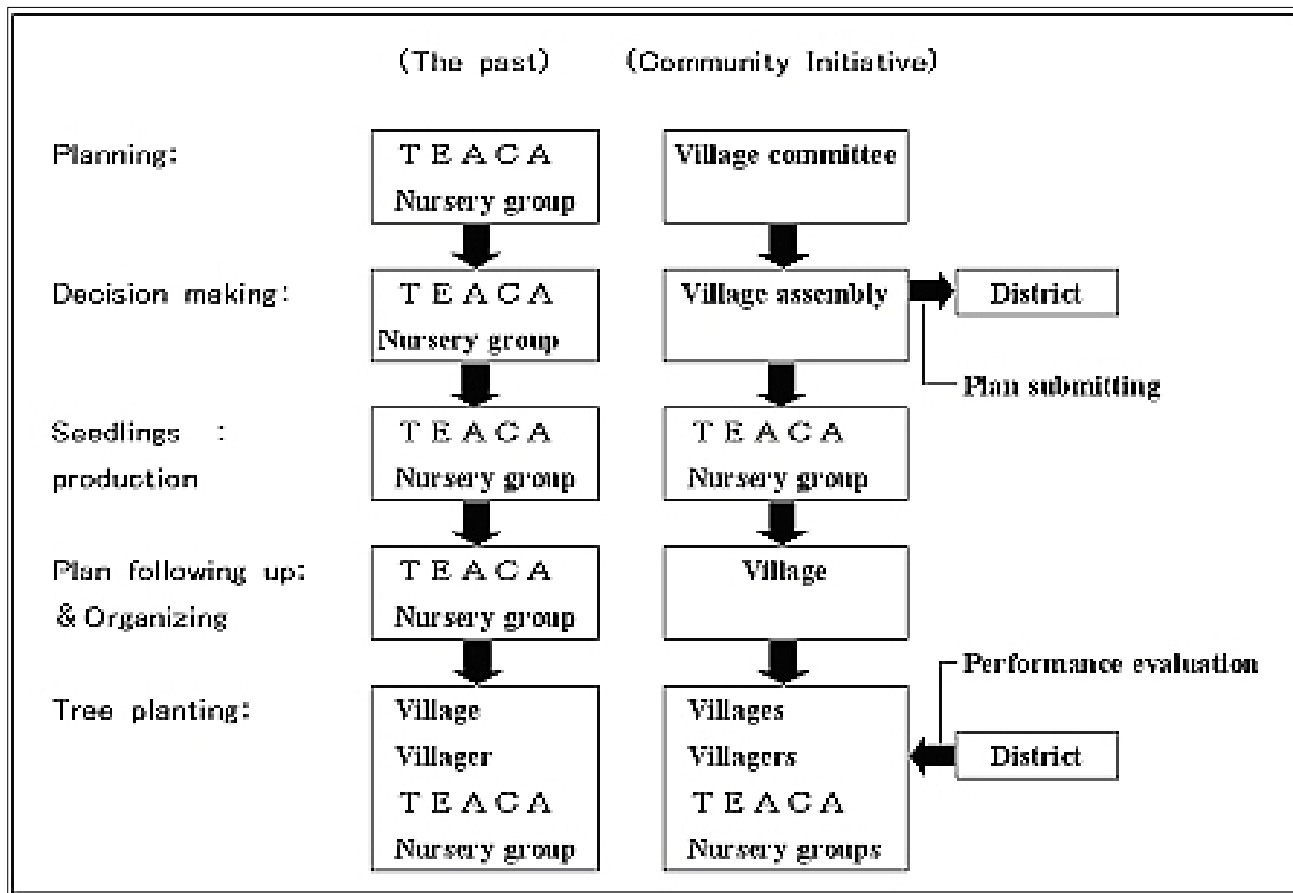 (The past) (Community Initiative)
Planning: TEACA Village committee
Nursery group
Decision making: TEACA Village assembly District
Nursery group
Plan submitting
Seedlings : TEACA TEACA
production Nursery group Nursery group
Plan following up: TEACA Village
& Organizing Nursery group
Performance evaluation
Tree planting: Village Villages
Villager Villagers District
TEACA TEACA
Nursery group Nursery groups